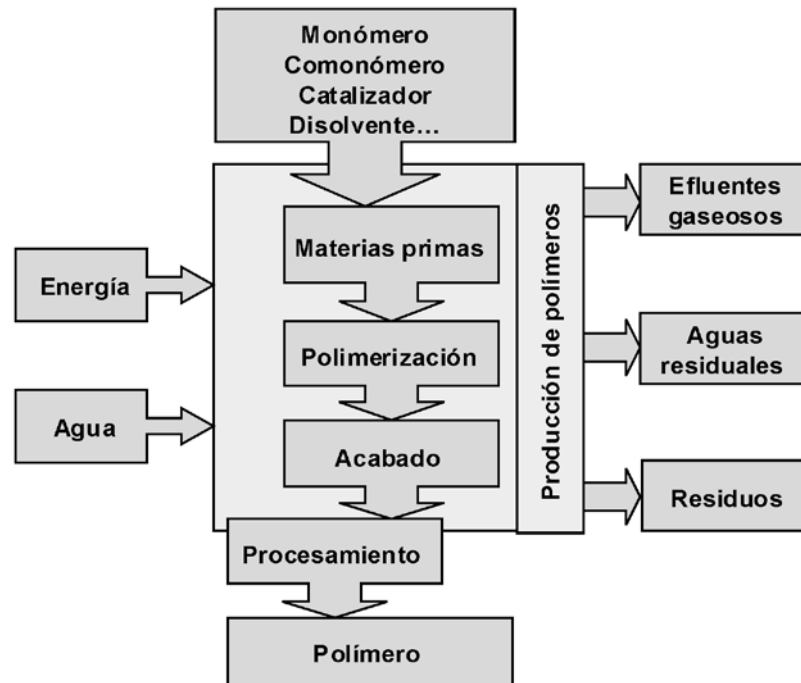 Monómero
Comonómero
Catalizador
Disolvente…
Materias primas
Polimerización
Acabado
Procesamiento
Polímero
Energía
Agua
Producción de polímeros
Efluentes
gaseosos
Aguas
residuales
Residuos